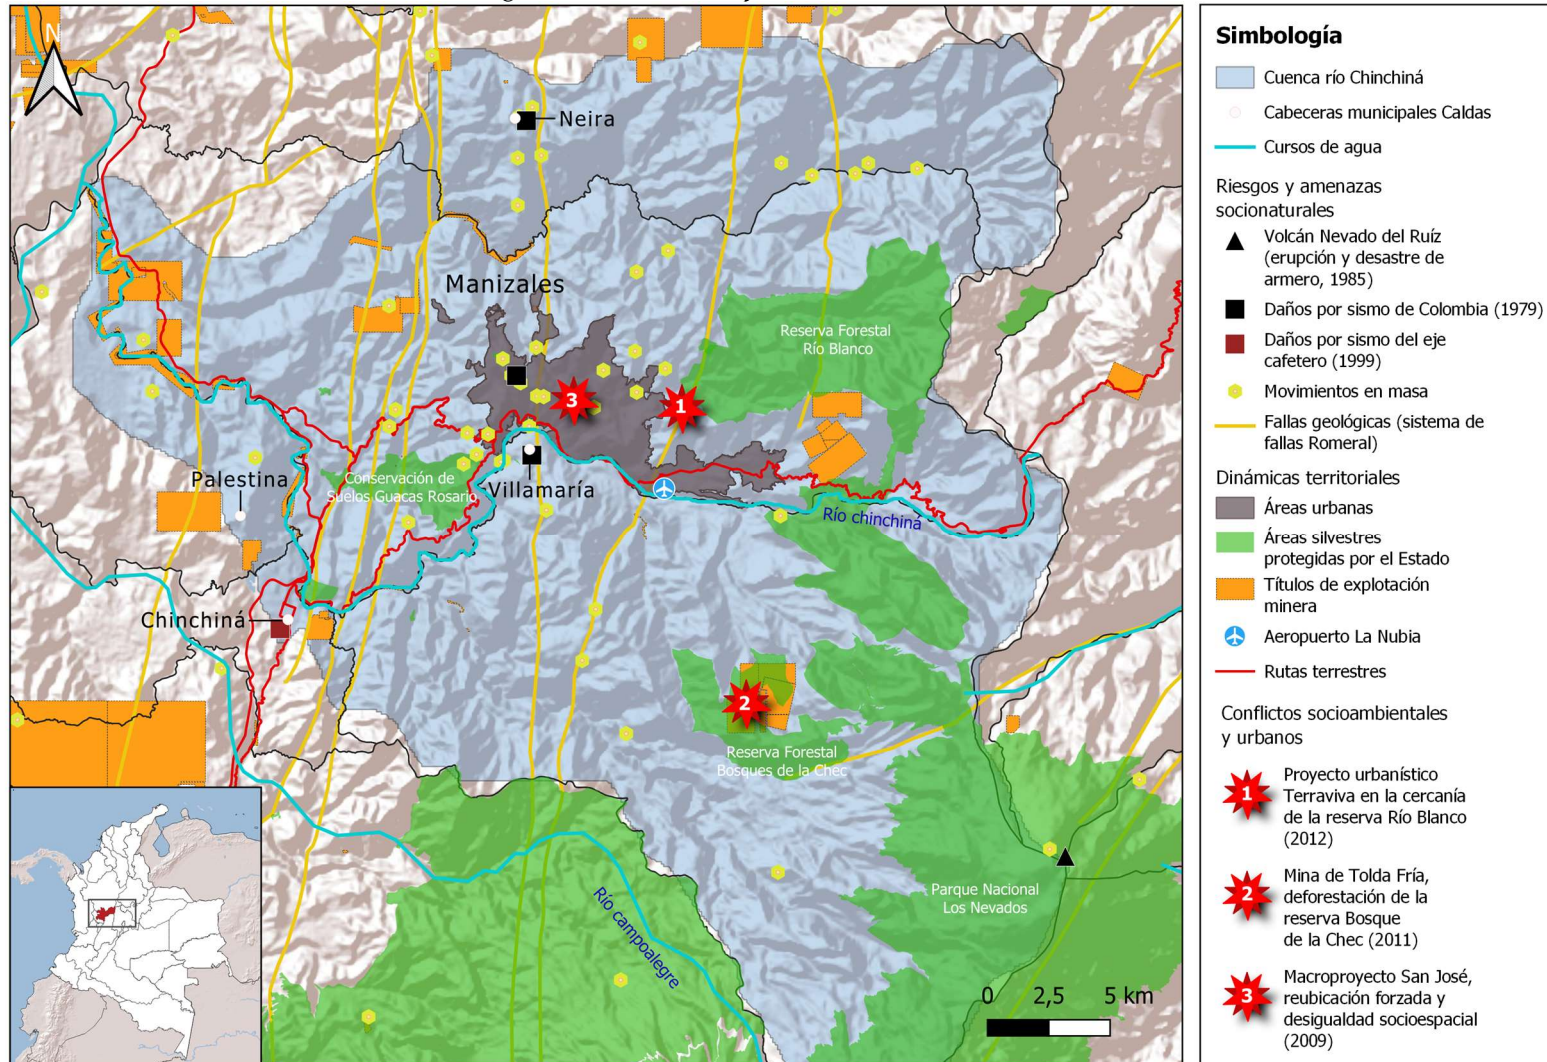 N
Neira
Manizales
Reserva Forestal
Río Blanco
3
1
Palestina
Conservación de
Suelos Guacas Rosario
Villamaría
Río chinchiná
Chinchiná
2
Reserva Forestal
Bosques de la Chec
Parque Nacional
Los Nevados
Río campoalegre
0 2,5 5 km
Simbología
Cuenca río Chinchiná
Cabeceras municipales Caldas
Cursos de agua
Riesgos y amenazas
socionaturales
Volcán Nevado del Ruíz
(erupción y desastre de
armero, 1985)
Daños por sismo de Colombia (1979)
Daños por sismo del eje
cafetero (1999)
Movimientos en masa
Fallas geológicas (sistema de
fallas Romeral)
Dinámicas territoriales
Áreas urbanas
Áreas silvestres
protegidas por el Estado
Títulos de explotación
minera
Aeropuerto La Nubia
Rutas terrestres
Conflictos socioambientales
y urbanos
1
Proyecto urbanístico
Terraviva en la cercanía
de la reserva Río Blanco
(2012)
2
Mina de Tolda Fría,
deforestación de la
reserva Bosque
de la Chec (2011)
3
Macroproyecto San José,
reubicación forzada y
desigualdad socioespacial
(2009)